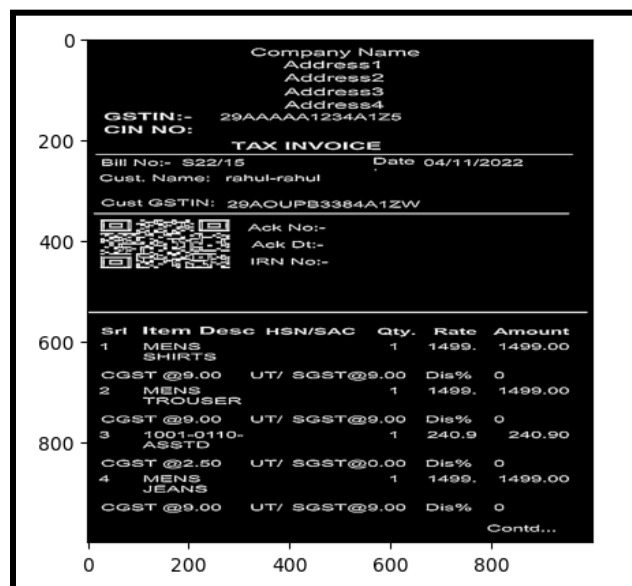 Company Name
Address1
Address2
Address3
Address4
GSTIN:- 29AAAAA1234A1Z5
CIN NO:
TAX INVOICE
Bill No:- S22/15 Date 04/11/2022
Cust. Name: rahul-rahul
Cust GSTIN: 29AOUPB3384A1ZW
Ack No:-
Ack Dt:-
IRN No:-
Srl Item Desc HSN/SAC Qty. Rate Amount
1 MENS 1 1499. 1499.00
SHIRTS
CGST @9.00 UT/ SGST@9.00 Dis% 0
2 MENS 1 1499. 1499.00
TROUSER
CGST @9.00 UT/ SGST@9.00 Dis% 0
3 1001-0110- 1 240.9 240.90
ASSTD
CGST @2.50 UT/ SGST@0.00 Dis% 0
4 MENS 1 1499. 1499.00
JEANS
CGST @9.00 UT/ SGST@9.00 Dis% 0
Contd...
0
200
400
600
800
0 200 400 600 800